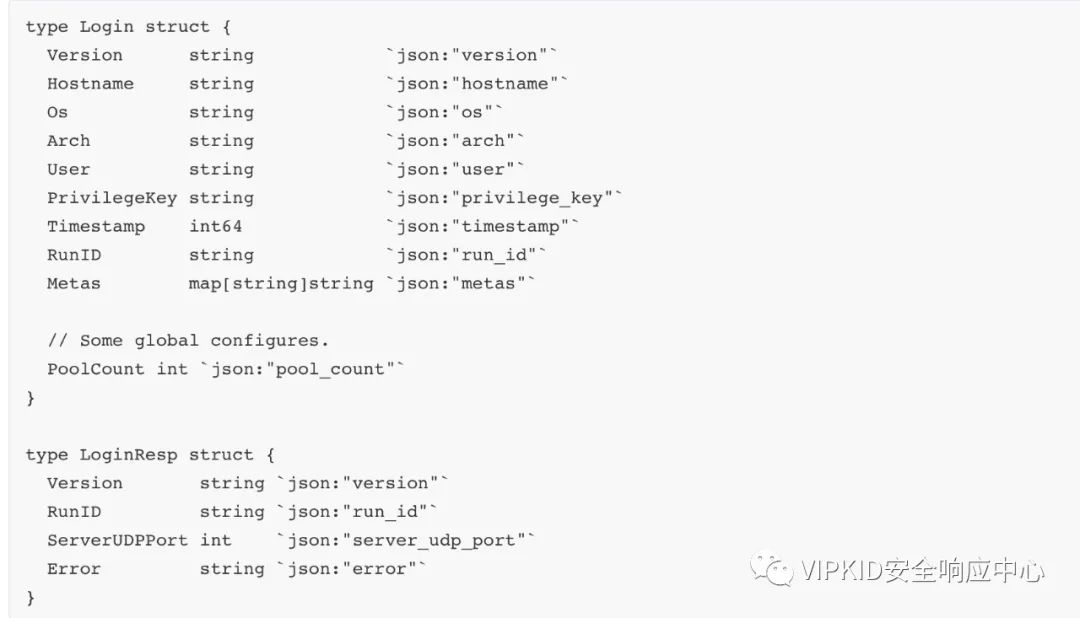 type Login struct {
  Version      string            `json:"version"`
  Hostname     string            `json:"hostname"`
  Os           string            `json:"os"`
  Arch         string            `json:"arch"`
  User         string            `json:"user"`
  PrivilegeKey string            `json:"privilege_key"`
  Timestamp    int64             `json:"timestamp"`
  RunID        string            `json:"run_id"`
  Metas        map[string]string `json:"metas"`

  // Some global configures.
  PoolCount int `json:"pool_count"`
}

type LoginResp struct {
  Version       string `json:"version"`
  RunID         string `json:"run_id"`
  ServerUDPPort int    `json:"server_udp_port"`
  Error         string `json:"error"`
}
VIPKID安全响应中心